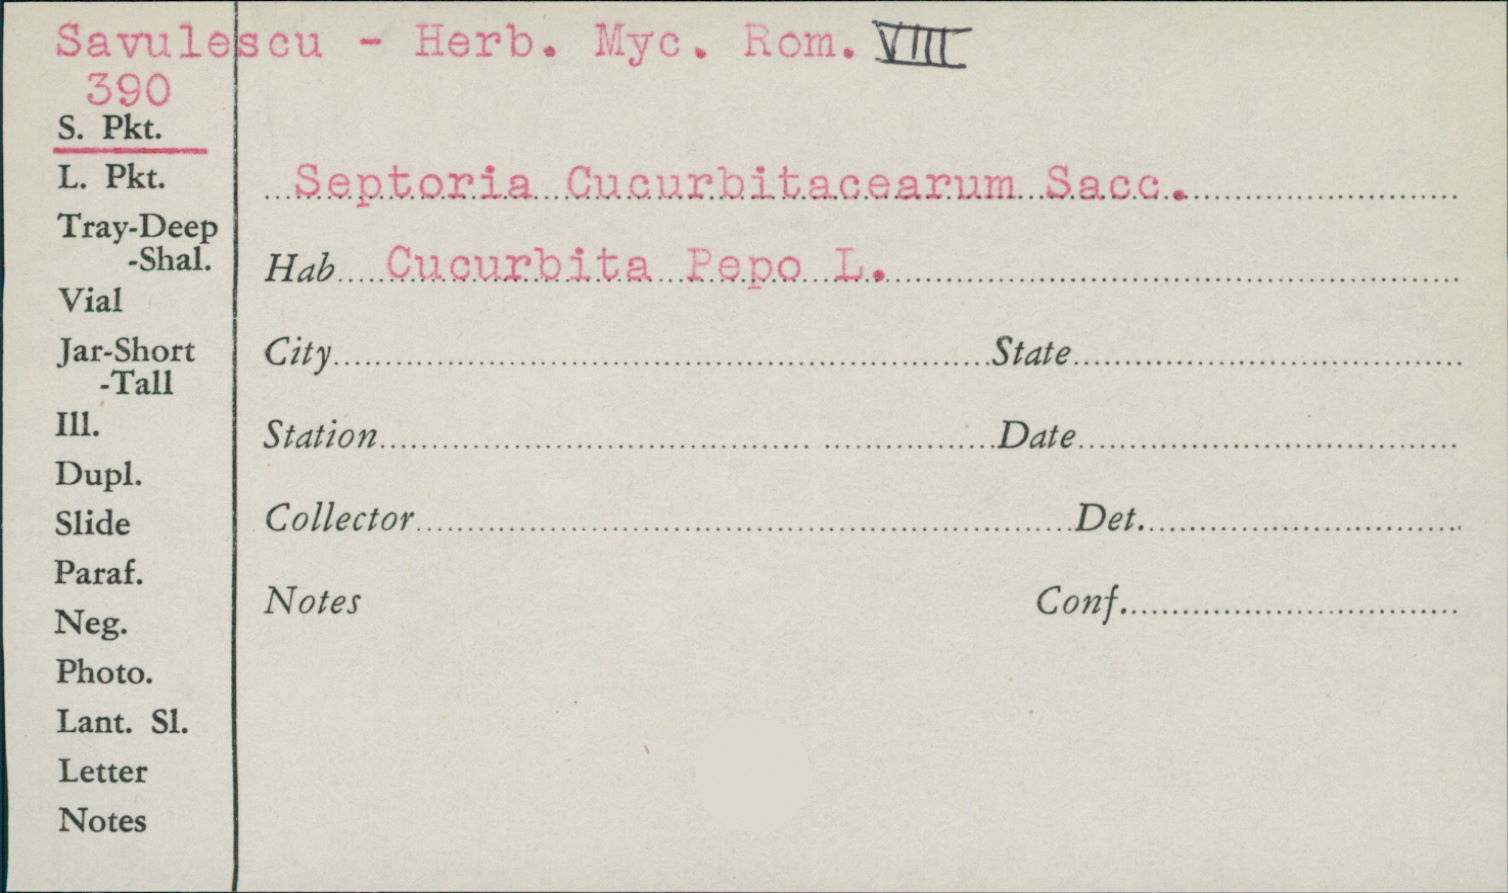 Savulescu - Herb. Myc. Rom. VIII
390
S. Pkt.
L. Pkt.
Tray-Deep
-Shal.
Vial
Jar-Short
-Tall
Ill.
Dupl.
Slide
Paraf.
Neg.
Photo.
Lant. Sl.
Letter
Notes
Septoria Cucurbitacearum Sacc.
Hab Cucurbita Pepo L.
City State
Station Date
Collector Det.
Notes Conf.